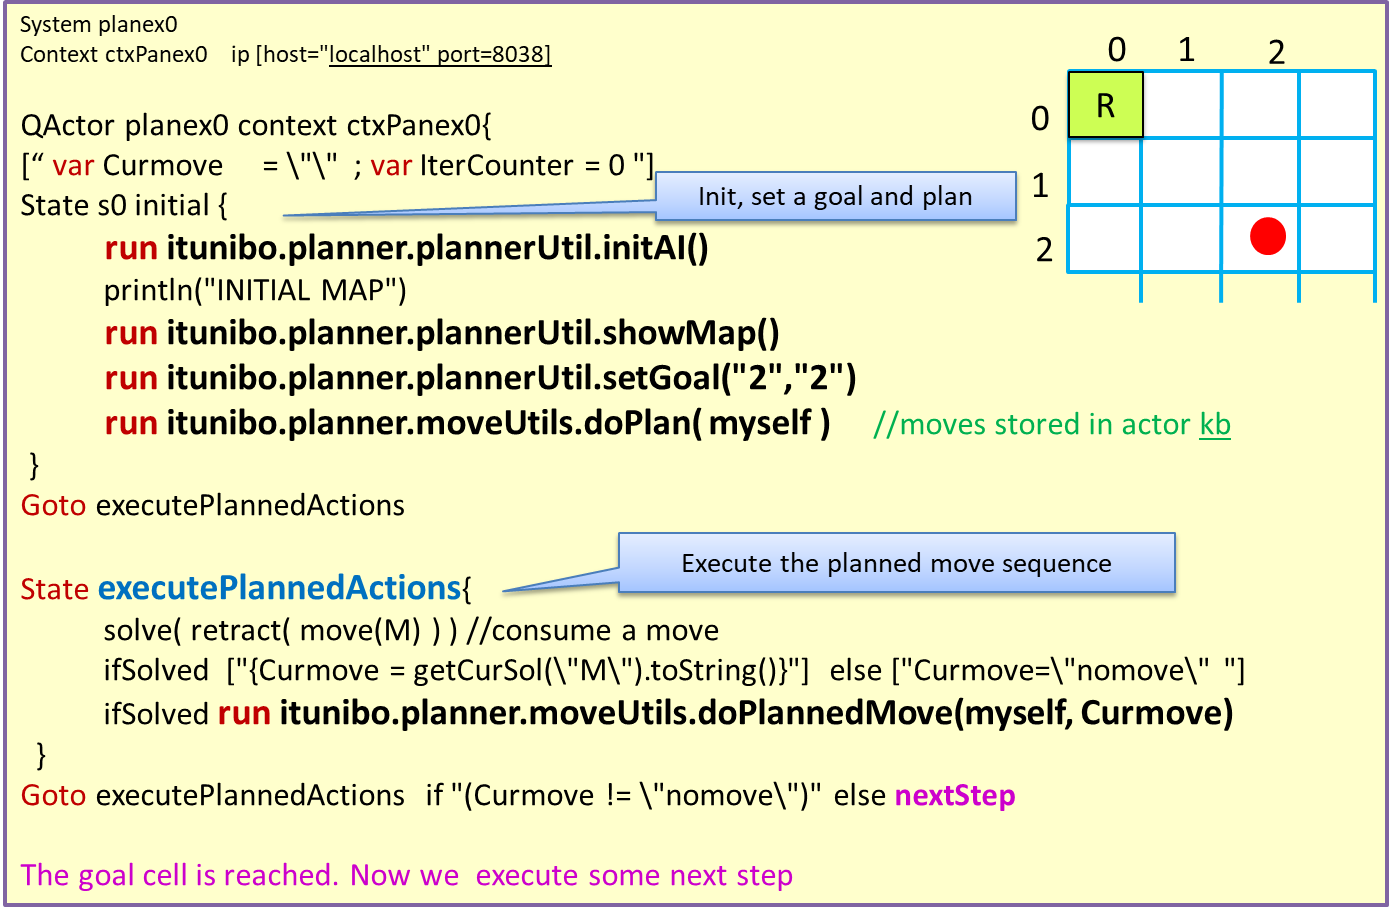 System planex0
Context ctxPanex0 ip [host="localhost" port=8038]
QActor planex0 context ctxPanex0{
[“ var Curmove = \"\" ; var IterCounter = 0 "]
State s0 initial {
Init, set a goal and plan
run itunibo.planner.plannerUtil.initAI()
println("INITIAL MAP")
run itunibo.planner.plannerUtil.showMap()
run itunibo.planner.plannerUtil.setGoal("2","2")
run itunibo.planner.moveUtils.doPlan( myself ) //moves stored in actor kb
}
Goto executePlannedActions
Execute the planned move sequence
State executePlannedActions{
solve( retract( move(M) ) ) //consume a move
ifSolved ["{Curmove = getCurSol(\"M\").toString()}"] else ["Curmove=\"nomove\" "]
ifSolved run itunibo.planner.moveUtils.doPlannedMove(myself, Curmove)
}
Goto executePlannedActions if "(Curmove != \"nomove\")" else nextStep
The goal cell is reached. Now we execute some next step
0 1 2
0 R
1
2